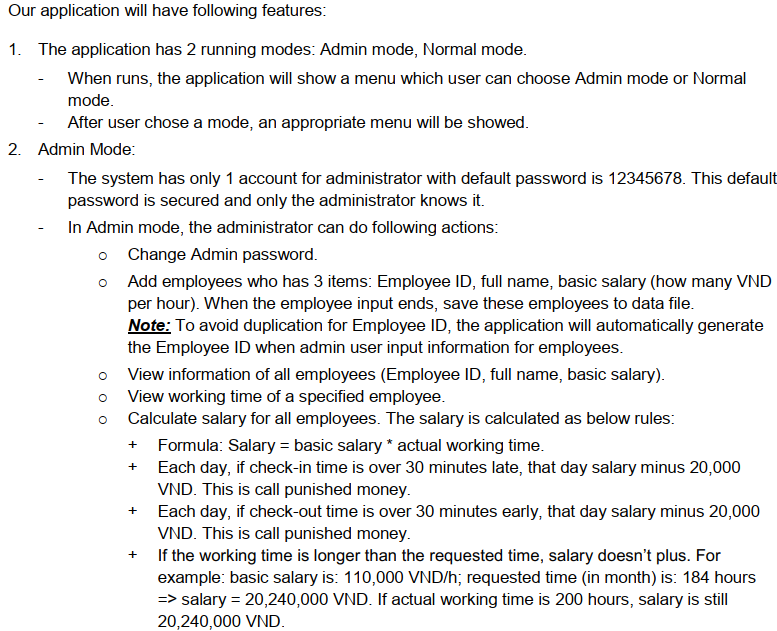 Our application will have following features:
1. The application has 2 running modes: Admin mode, Normal mode.
- When runs, the application will show a menu which user can choose Admin mode or Normal
mode.
- After user chose a mode, an appropriate menu will be showed.
2. Admin Mode:
- The system has only 1 account for administrator with default password is 12345678. This default
password is secured and only the administrator knows it.
- In Admin mode, the administrator can do following actions:
o Change Admin password.
o Add employees who has 3 items: Employee ID, full name, basic salary (how many VND
per hour). When the employee input ends, save these employees to data file.
Note: To avoid duplication for Employee ID, the application will automatically generate
the Employee ID when admin user input information for employees.
o View information of all employees (Employee ID, full name, basic salary).
o View working time of a specified employee.
o Calculate salary for all employees. The salary is calculated as below rules:
+ Formula: Salary = basic salary * actual working time.
+ Each day, if check-in time is over 30 minutes late, that day salary minus 20,000
VND. This is call punished money.
+ Each day, if check-out time is over 30 minutes early, that day salary minus 20,000
VND. This is call punished money.
+ If the working time is longer than the requested time, salary doesn't plus. For
example: basic salary is: 110,000 VND/h; requested time (in month) is: 184 hours
=> salary = 20,240,000 VND. If actual working time is 200 hours, salary is still
20,240,000 VND.